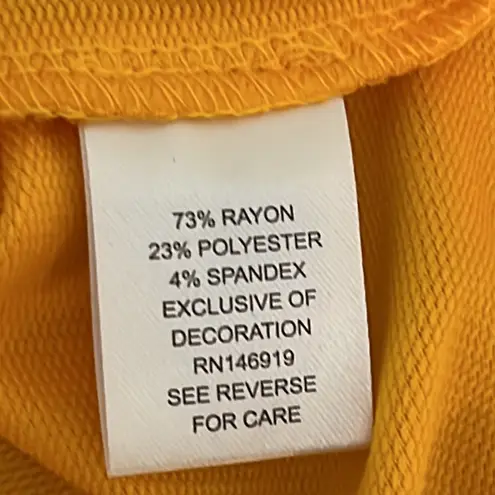 73% RAYON
23% POLYESTER
4% SPANDEX
EXCLUSIVE OF
DECORATION
RN146919
SEE REVERSE
FOR CARE